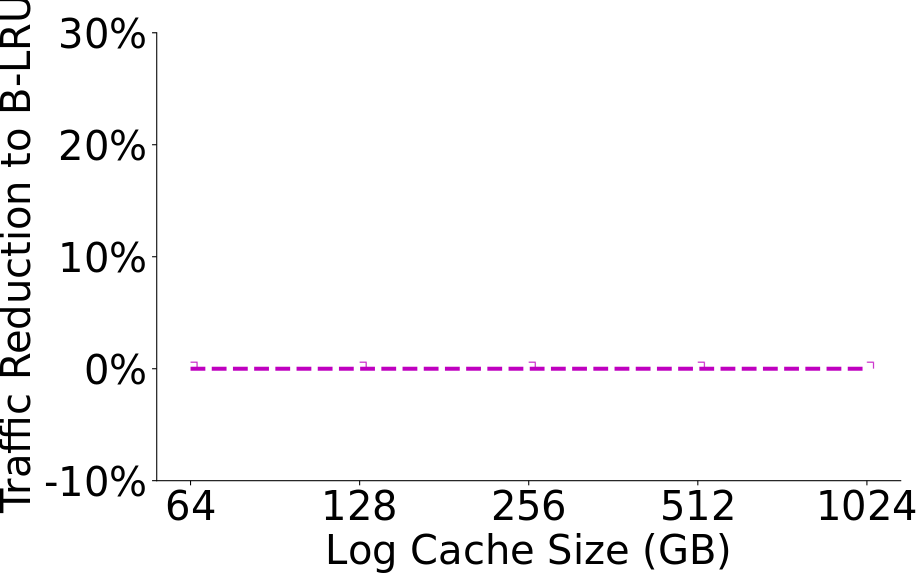 Traffic Reduction to B-LRU
30%
20%
10%
0%
-10%
64 128 256 512 1024
Log Cache Size (GB)